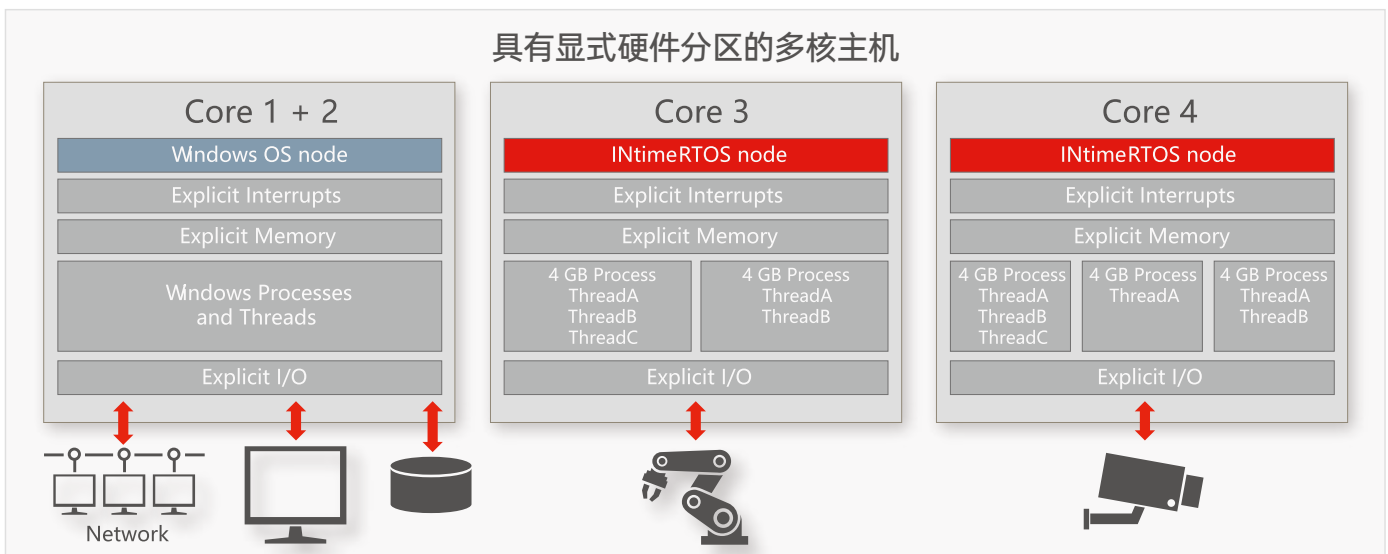 具有显式硬件分区的多核主机
Core 1 + 2
Windows OS node
Explicit Interrupts
Explicit Memory
Windows Processes
and Threads
Explicit I/O
Network
Core 3
INtimeRTOS node
Explicit Interrupts
Explicit Memory
4 GB Process
ThreadA
ThreadB
ThreadC
4 GB Process
ThreadA
ThreadB
Explicit I/O
Core 4
INtimeRTOS node
Explicit Interrupts
Explicit Memory
4 GB Process
ThreadA
ThreadB
ThreadC
4 GB Process
ThreadA
4 GB Process
ThreadA
ThreadB
Explicit I/O